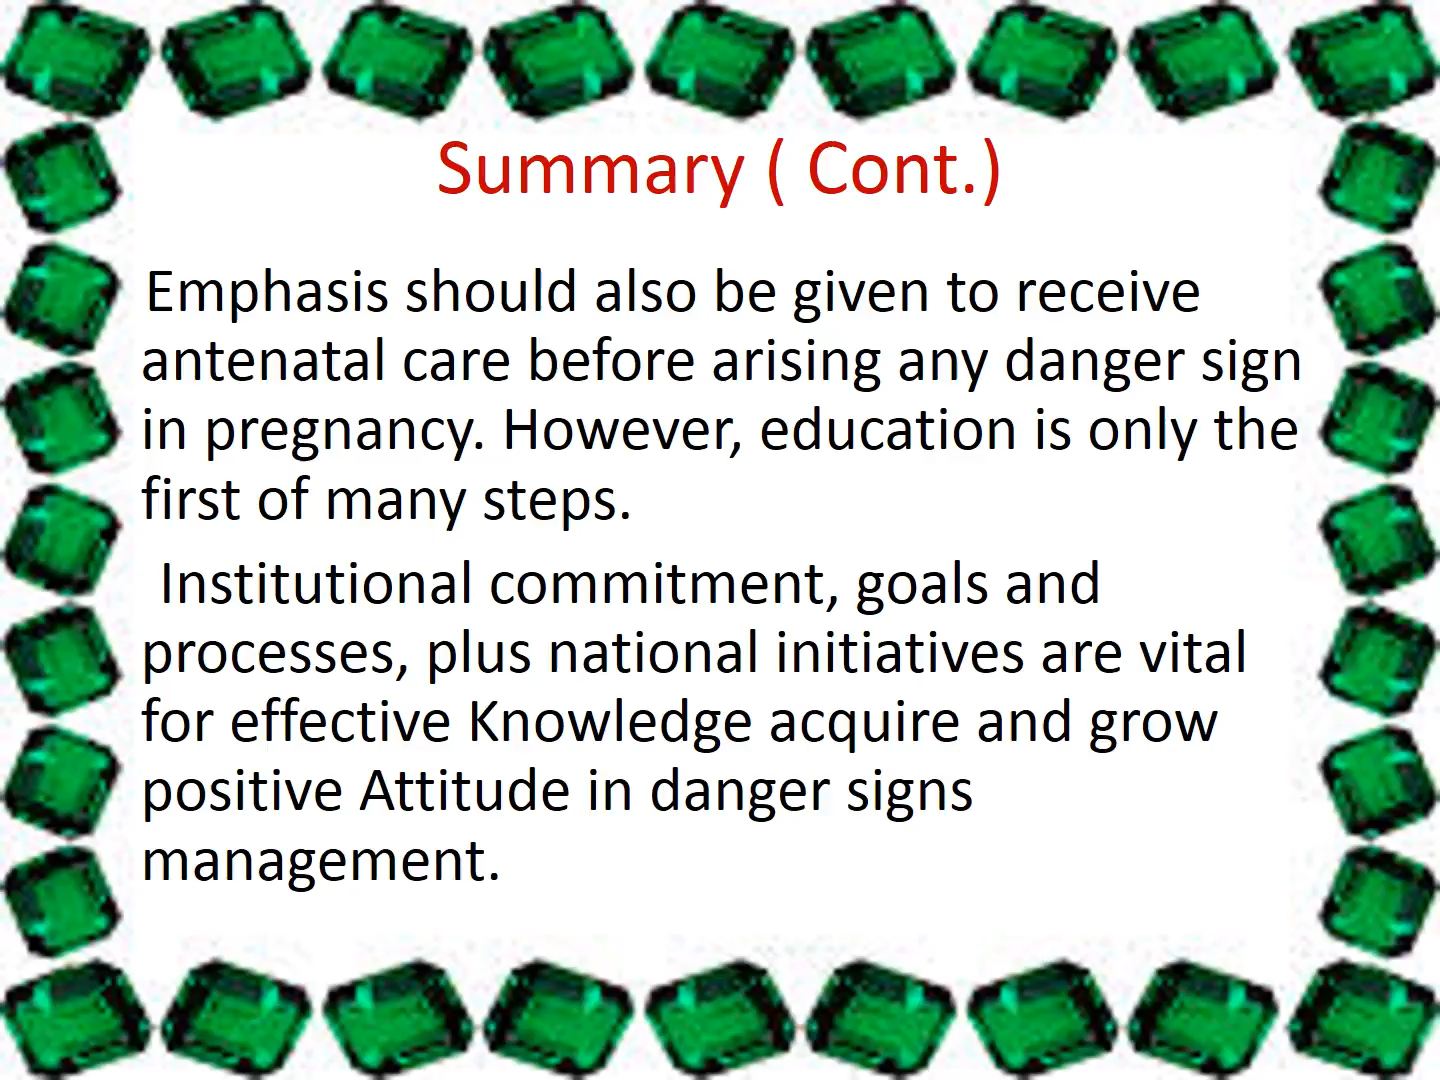 Summary ( Cont.)
Emphasis should also be given to receive
antenatal care before arising any danger sign
in pregnancy. However, education is only the
first of many steps.
Institutional commitment, goals and
processes, plus national initiatives are vital
for effective Knowledge acquire and grow
positive Attitude in danger signs
management.